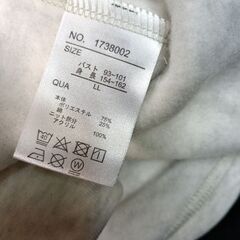 NO. 1738002
SIZE
バスト 93~101
身長 154~162
QUA LL
本体
ポリエステル 75%
綿 25%
ニット部分
アクリル 100%